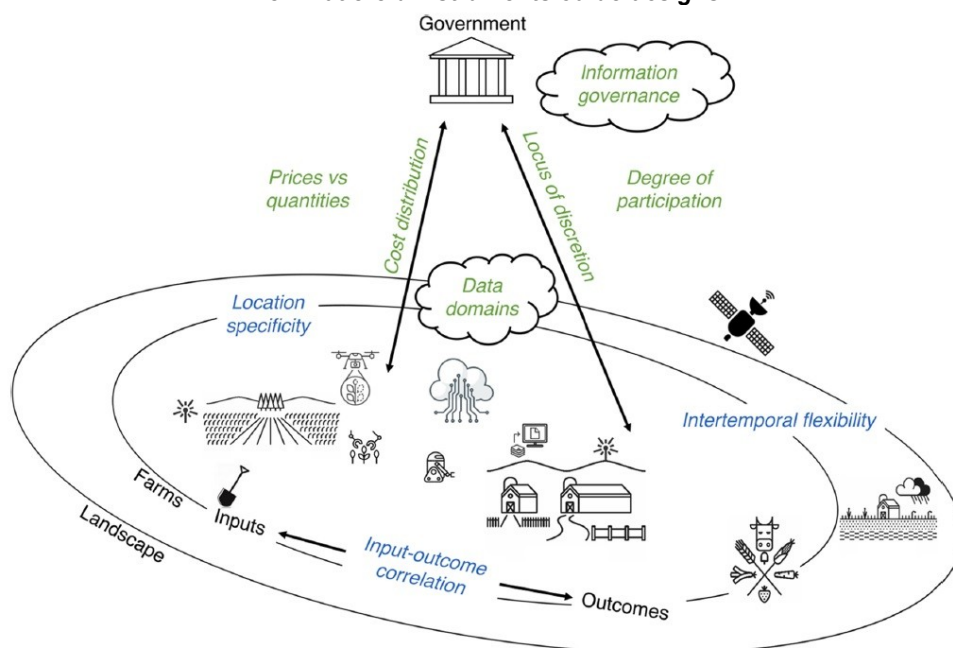 Government
Information
governance
Prices vs
quantities
Cost distribution
Locus of discretion
Degree of
participation
Data
domains
Location
specificity
Intertemporal flexibility
Farms
Landscape
Inputs
Input-outcome
correlation
Outcomes